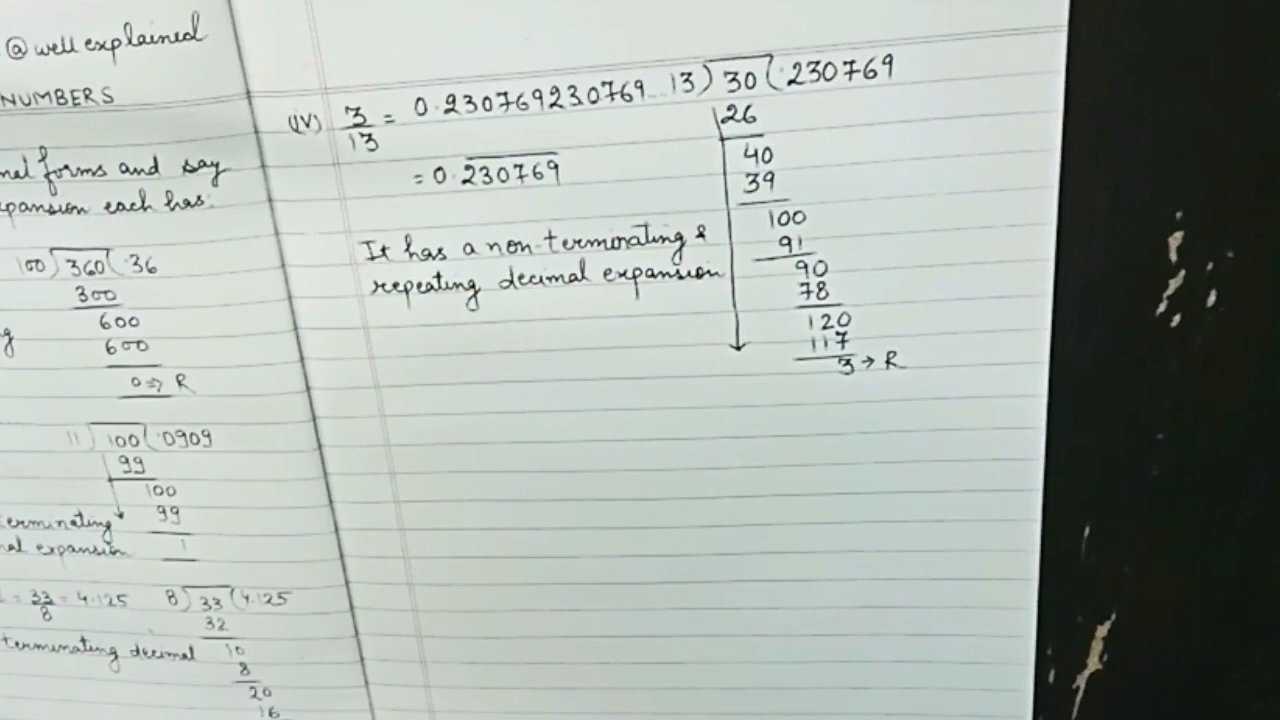 @ well explained
NUMBERS
nal forms and say
pansion each has:
100) 360 ( .36
300
600
600
0 ⇒ R
11) 100 ( .0909
99
100
99
1
erminating
nal expansion
= 33/8 = 4.125 8) 33 ( 4.125
32
10
8
20
16
terminating decimal
(iv) 3/13 = 0.230769230769... 13) 30 ( .230769
= 0.\overline{230769}
It has a non-terminating &
repeating decimal expansion
26
40
39
100
91
90
78
120
117
3 → R